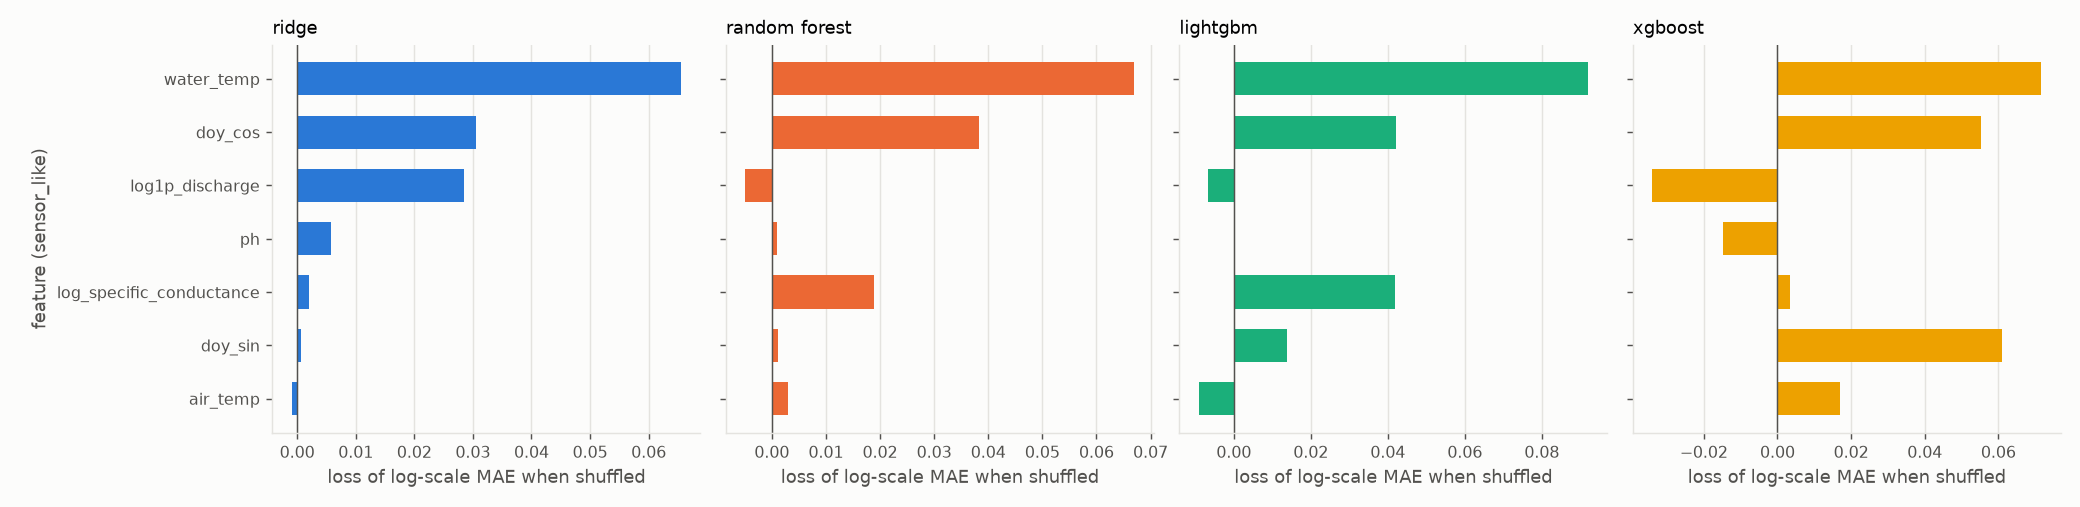 ridge
random forest
lightgbm
xgboost
feature (sensor_like)
water_temp
doy_cos
log1p_discharge
ph
log_specific_conductance
doy_sin
air_temp
0.00 0.01 0.02 0.03 0.04 0.05 0.06
0.00 0.01 0.02 0.03 0.04 0.05 0.06 0.07
0.00 0.02 0.04 0.06 0.08
−0.02 0.00 0.02 0.04 0.06
loss of log-scale MAE when shuffled
loss of log-scale MAE when shuffled
loss of log-scale MAE when shuffled
loss of log-scale MAE when shuffled